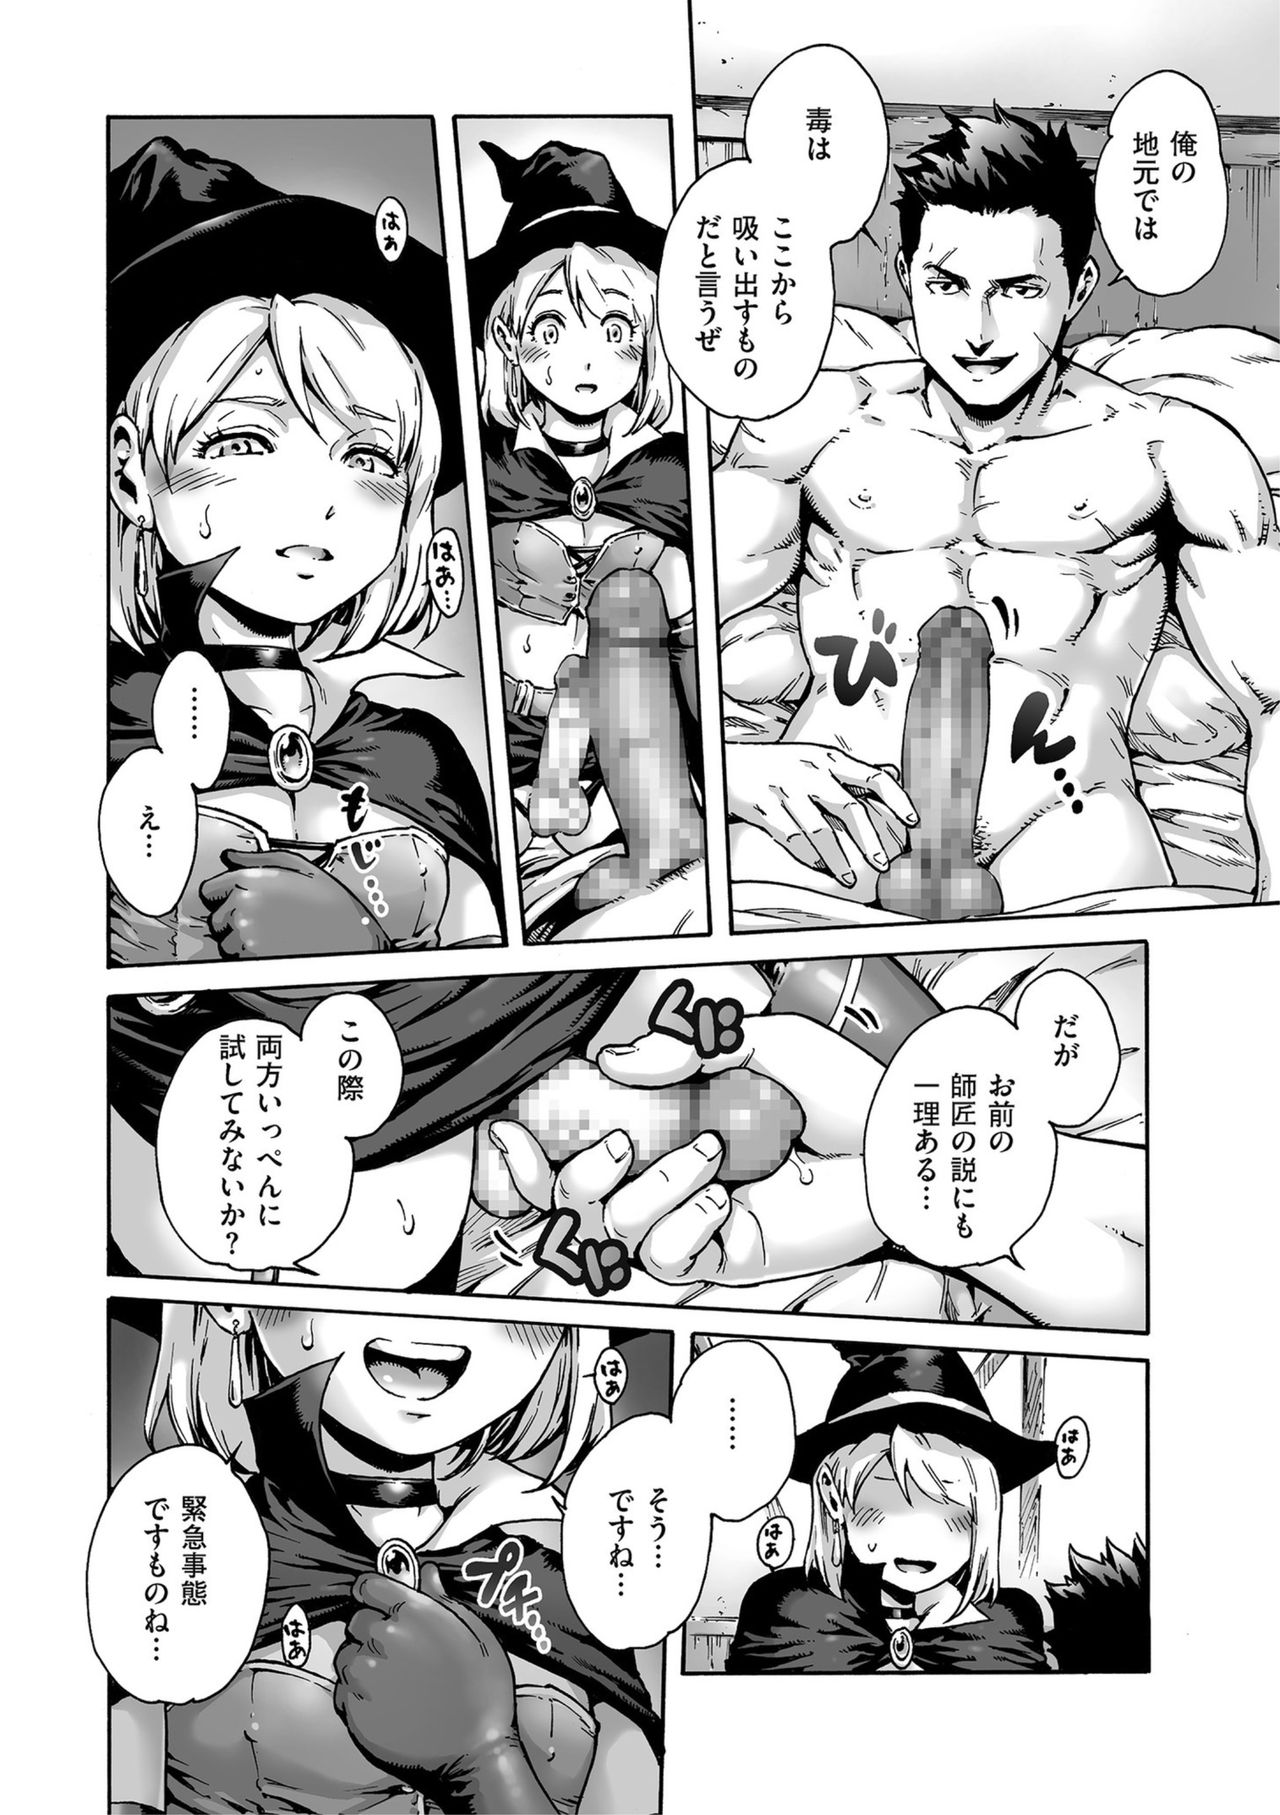 俺の
地元では
毒は
ここから
吸い出すもの
だと言うぜ
び
ん…
はぁ
はぁ…
……
え…
もじ…
だが
お前の
師匠の説にも
一理ある…
くに
くに
この際
両方いっぺんに
試してみないか？
はぁ
はぁ
……
そう…
ですね…
はぁ
プチ…
はぁ
緊急事態
ですものね…